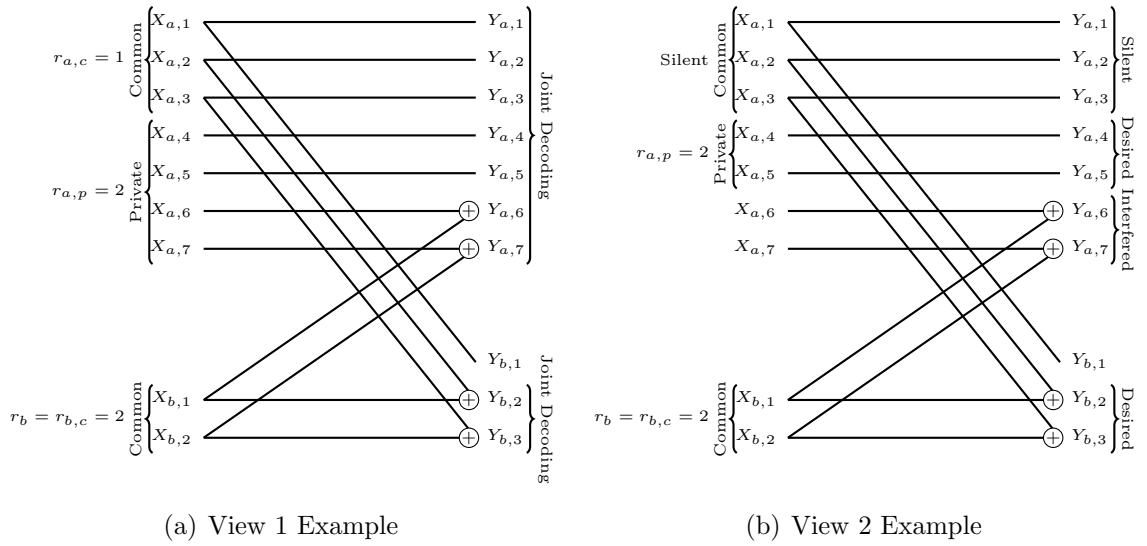 X_{a,1}
X_{a,2}
X_{a,3}
X_{a,4}
X_{a,5}
X_{a,6}
X_{a,7}
X_{b,1}
X_{b,2}
r_{a,c} = 1
Common
r_{a,p} = 2
Private
r_b = r_{b,c} = 2
Common
+
+
+
+
Y_{a,1}
Y_{a,2}
Y_{a,3}
Y_{a,4}
Y_{a,5}
Y_{a,6}
Y_{a,7}
Y_{b,1}
Y_{b,2}
Y_{b,3}
Joint Decoding
Joint Decoding
(a) View 1 Example
X_{a,1}
X_{a,2}
X_{a,3}
X_{a,4}
X_{a,5}
X_{a,6}
X_{a,7}
X_{b,1}
X_{b,2}
Silent
Common
r_{a,p} = 2
Private
r_b = r_{b,c} = 2
Common
+
+
+
+
Y_{a,1}
Y_{a,2}
Y_{a,3}
Y_{a,4}
Y_{a,5}
Y_{a,6}
Y_{a,7}
Y_{b,1}
Y_{b,2}
Y_{b,3}
Silent
Desired
Interfered
Desired
(b) View 2 Example